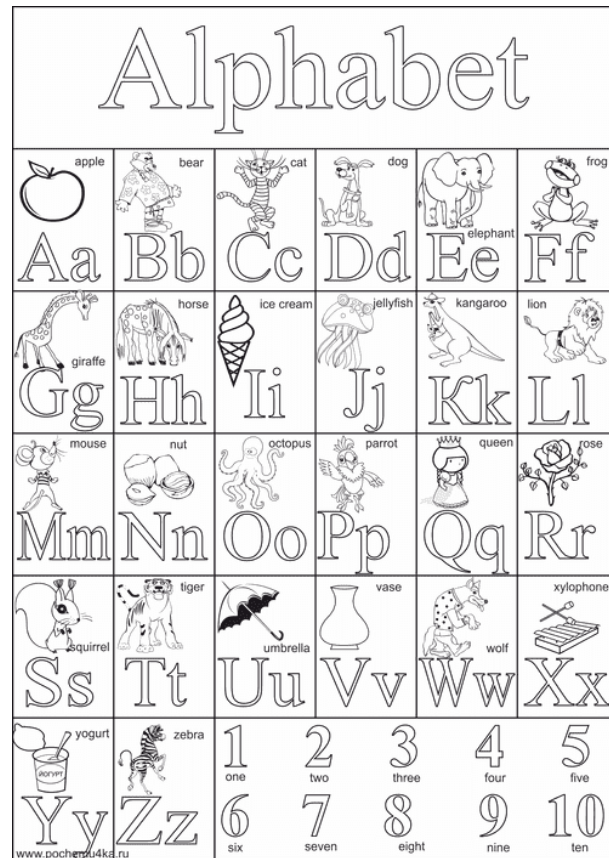 Alphabet
apple bear cat dog elephant frog
Aa Bb Cc Dd Ee Ff
giraffe horse ice cream jellyfish kangaroo lion
Gg Hh Ii Jj Kk Ll
mouse nut octopus parrot queen rose
Mm Nn Oo Pp Qq Rr
squirrel tiger umbrella vase wolf xylophone
Ss Tt Uu Vv Ww Xx
yogurt zebra
ЙОГУРТ
Yy Zz
1 2 3 4 5
one two three four five
6 7 8 9 10
six seven eight nine ten
www.pochemu4ka.ru